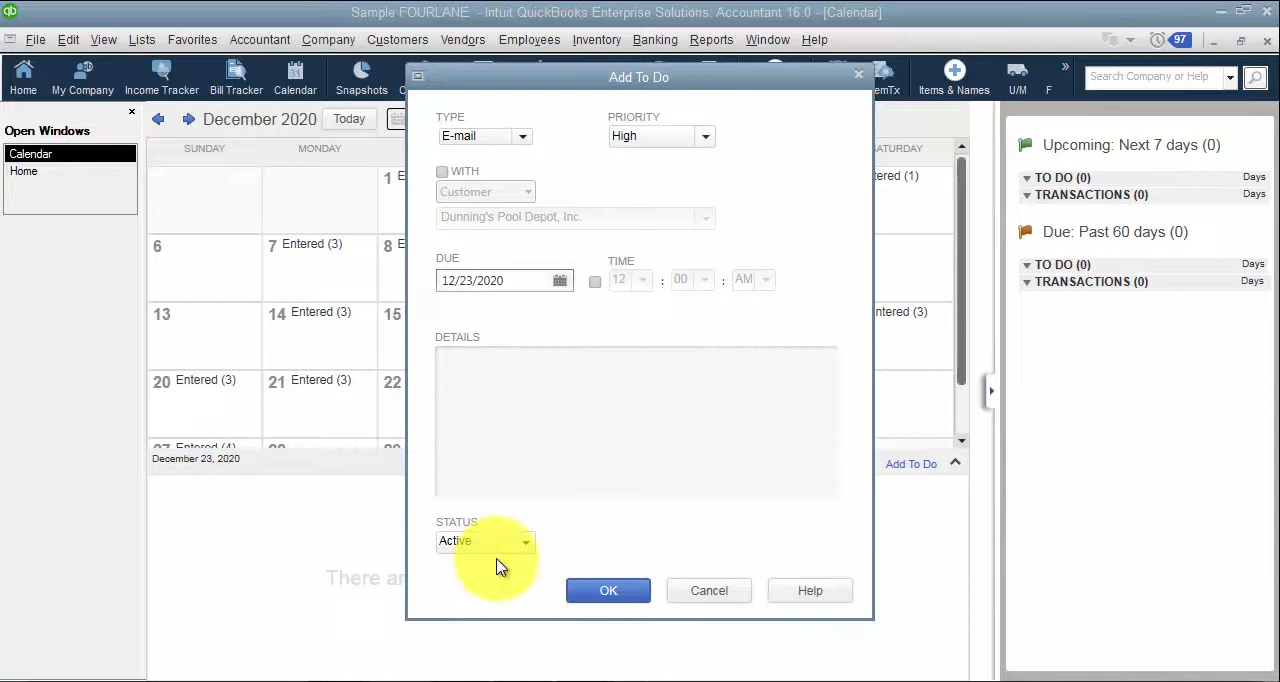 qb
Sample FOURLANE - Intuit QuickBooks Enterprise Solutions: Accountant 16.0 - [Calendar]
File Edit View Lists Favorites Accountant Company Customers Vendors Employees Inventory Banking Reports Window Help 97
Home My Company Income Tracker Bill Tracker Calendar Snapshots Items & Names U/M F » Search Company or Help
Open Windows
Calendar
Home
December 2020 Today
SUNDAY MONDAY
1
6 7 Entered (3) 8
13 14 Entered (3) 15
20 Entered (3) 21 Entered (3) 22
December 23, 2020 Add To Do
There
Add To Do
TYPE PRIORITY
E-mail High
WITH
Customer
Dunning's Pool Depot, Inc.
DUE TIME
12/23/2020 12 : 00 : AM
DETAILS
STATUS
Active
OK Cancel Help
Upcoming: Next 7 days (0)
TO DO (0) Days
TRANSACTIONS (0) Days
Due: Past 60 days (0)
TO DO (0) Days
TRANSACTIONS (0) Days